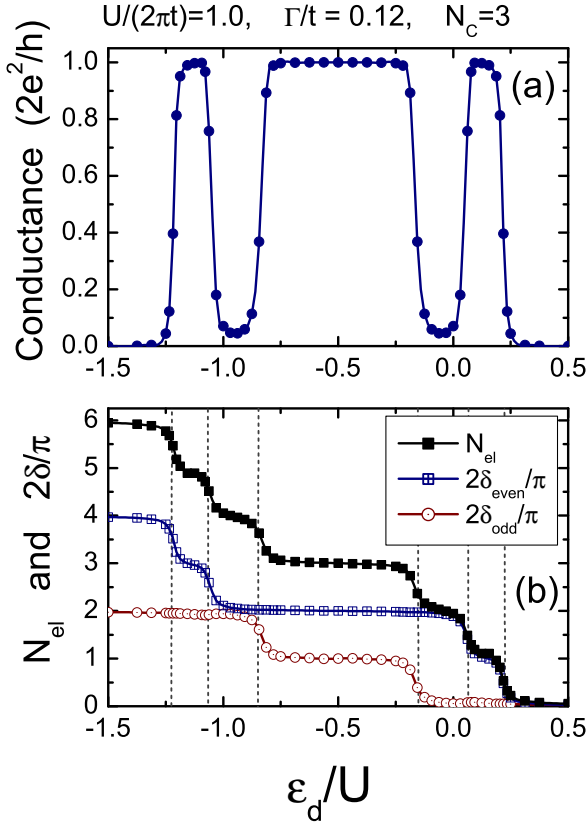 U/(2πt)=1.0, Γ/t = 0.12, N_C=3
Conductance (2e²/h)
1.0
0.8
0.6
0.4
0.2
0.0
(a)
-1.5 -1.0 -0.5 0.0 0.5
N_el and 2δ/π
6
5
4
3
2
1
0
N_el
2δ_even/π
2δ_odd/π
(b)
-1.5 -1.0 -0.5 0.0 0.5
ε_d/U